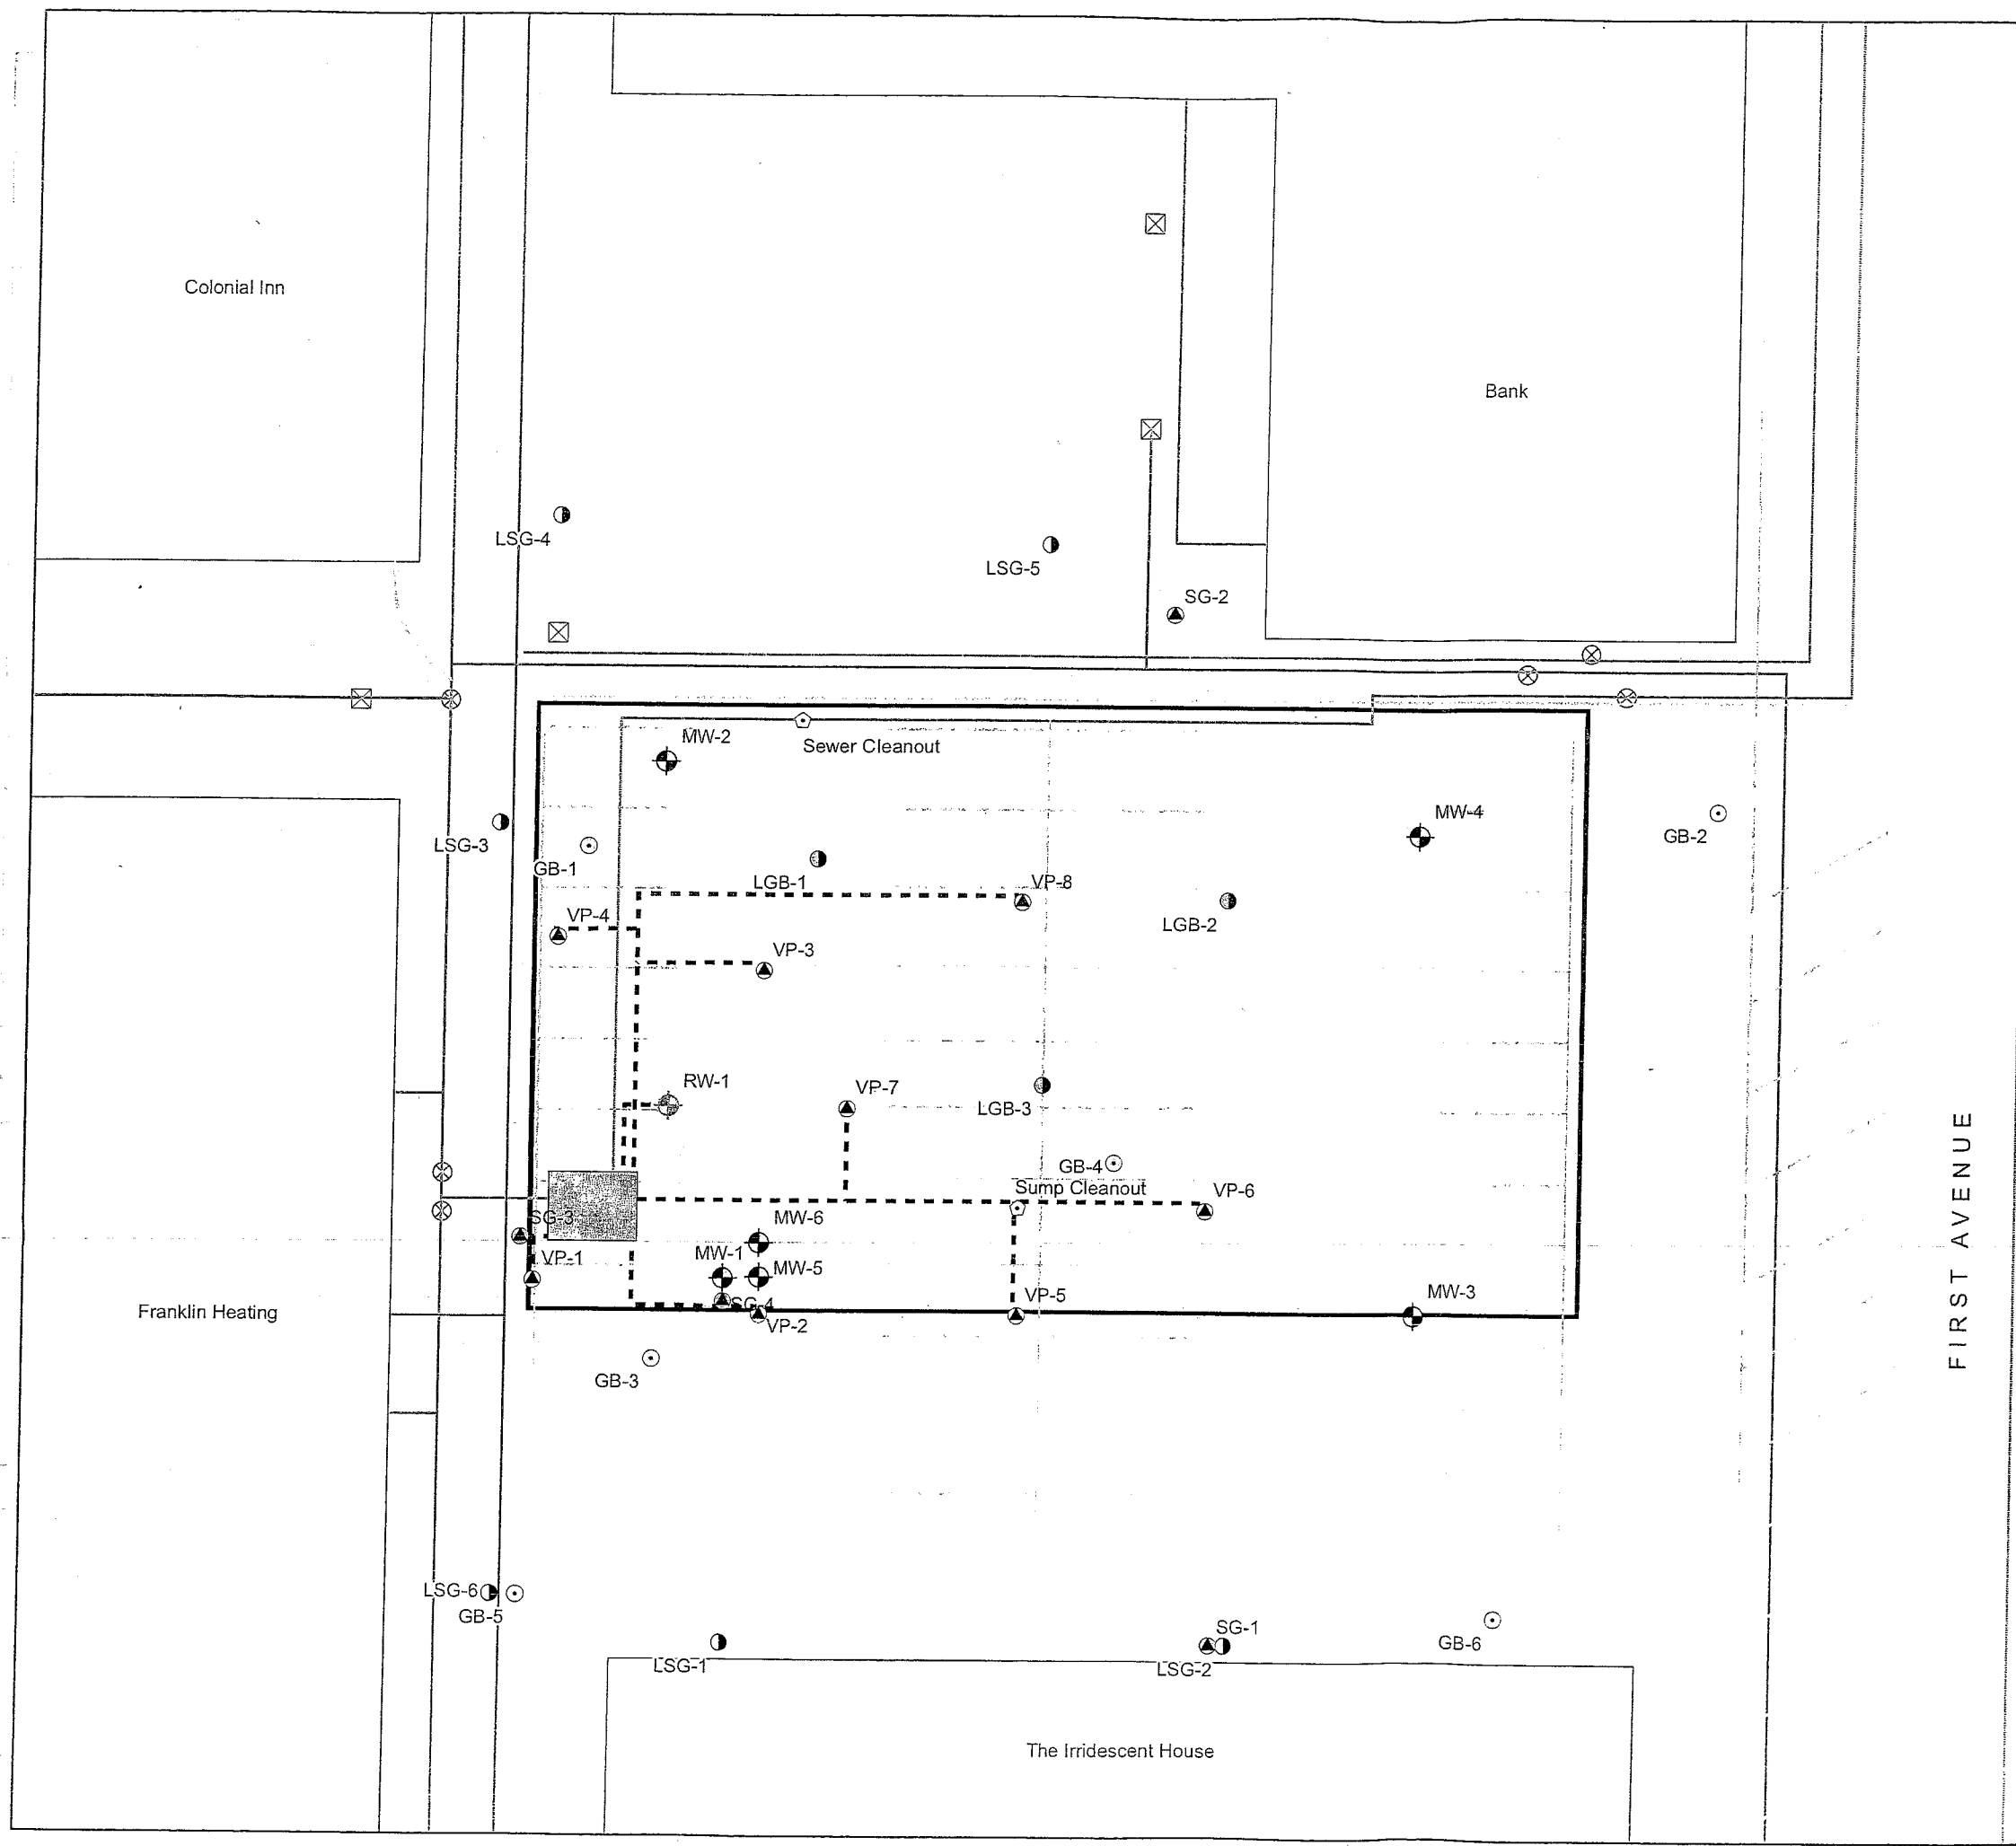 Colonial Inn
Bank
LSG-4
LSG-5
SG-2
MW-2
Sewer Cleanout
MW-4
GB-2
LSG-3
GB-1
LGB-1
VP-8
VP-4
LGB-2
VP-3
RW-1
VP-7
LGB-3
GB-4
Sump Cleanout
VP-6
SG-3
MW-6
MW-1
VP-1
MW-5
SG-4
VP-5
MW-3
VP-2
Franklin Heating
FIRST AVENUE
GB-3
LSG-6
GB-5
SG-1
GB-6
LSG-1
LSG-2
The Irridescent House